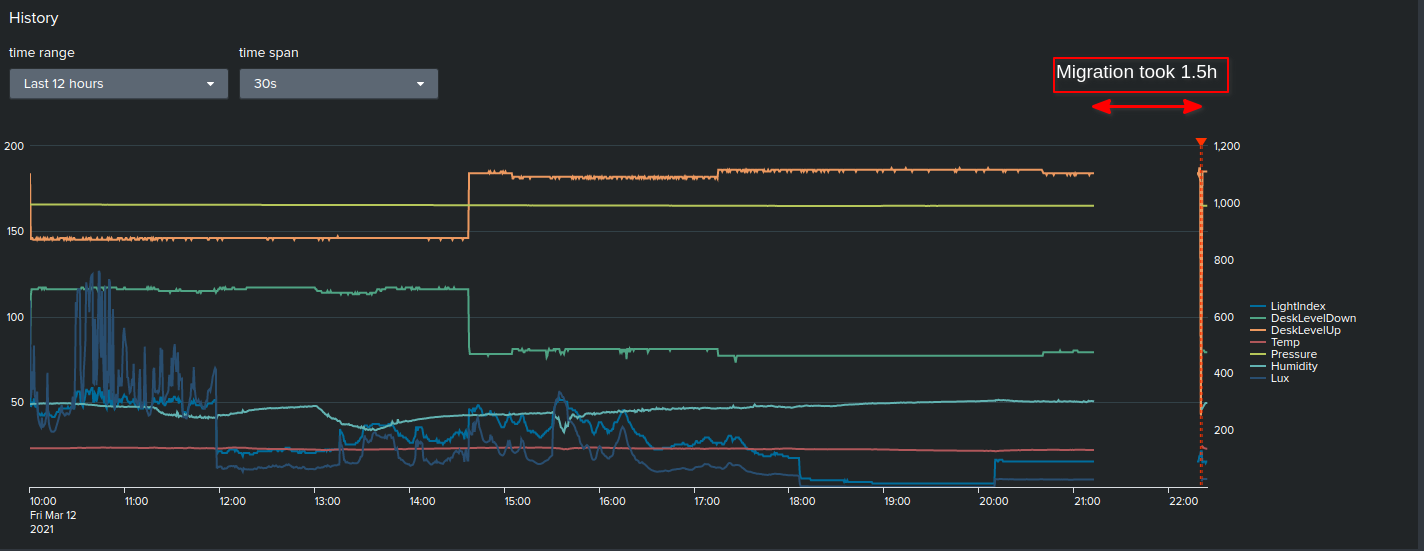 History
time range
time span
Last 12 hours
30s
Migration took 1.5h
200
150
100
50
1,200
1,000
800
600
400
200
LightIndex
DeskLevelDown
DeskLevelUp
Temp
Pressure
Humidity
Lux
10:00
11:00
12:00
13:00
14:00
15:00
16:00
17:00
18:00
19:00
20:00
21:00
22:00
Fri Mar 12
2021